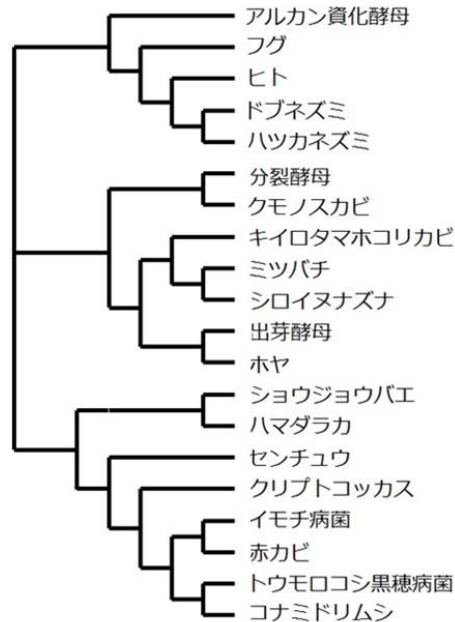 アルカン資化酵母
フグ
ヒト
ドブネズミ
ハツカネズミ
分裂酵母
クモノスカビ
キイロタマホコリカビ
ミツバチ
シロイヌナズナ
出芽酵母
ホヤ
ショウジョウバエ
ハマダラカ
センチュウ
クリプトコッカス
イモチ病菌
赤カビ
トウモロコシ黒穂病菌
コナミドリムシ